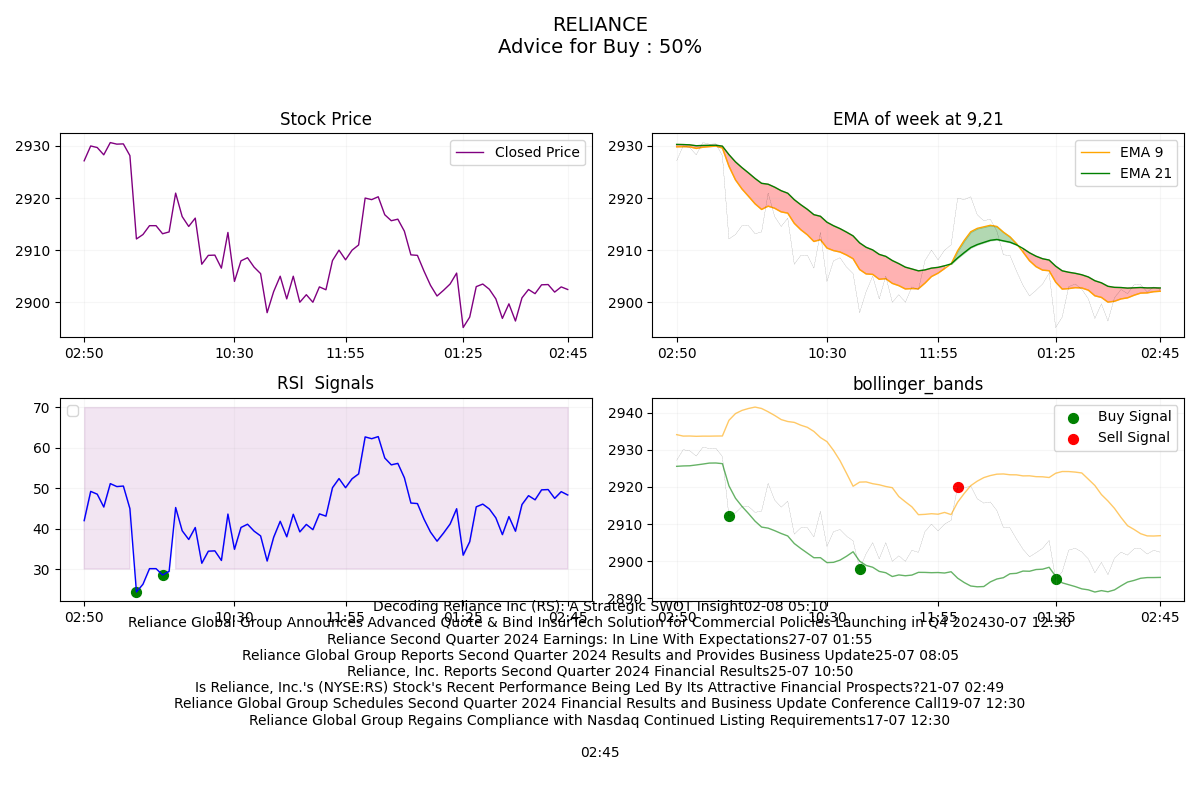 RELIANCE
Advice for Buy : 50%
Stock Price
2930
2920
2910
2900
Closed Price
02:50 10:30 11:55 01:25 02:45
EMA of week at 9,21
2930
2920
2910
2900
EMA 9
EMA 21
02:50 10:30 11:55 01:25 02:45
RSI  Signals
70
60
50
40
30
02:50 10:30 11:55 01:25 02:45
bollinger_bands
2940
2930
2920
2910
2900
2890
Buy Signal
Sell Signal
02:50 10:30 11:55 01:25 02:45
Decoding Reliance Inc (RS): A Strategic SWOT Insight02-08 05:10
Reliance Global Group Announces Advanced Quote & Bind InsurTech Solution for Commercial Policies Launching in Q4 202430-07 12:30
Reliance Second Quarter 2024 Earnings: In Line With Expectations27-07 01:55
Reliance Global Group Reports Second Quarter 2024 Results and Provides Business Update25-07 08:05
Reliance, Inc. Reports Second Quarter 2024 Financial Results25-07 10:50
Is Reliance, Inc.'s (NYSE:RS) Stock's Recent Performance Being Led By Its Attractive Financial Prospects?21-07 02:49
Reliance Global Group Schedules Second Quarter 2024 Financial Results and Business Update Conference Call19-07 12:30
Reliance Global Group Regains Compliance with Nasdaq Continued Listing Requirements17-07 12:30
02:45